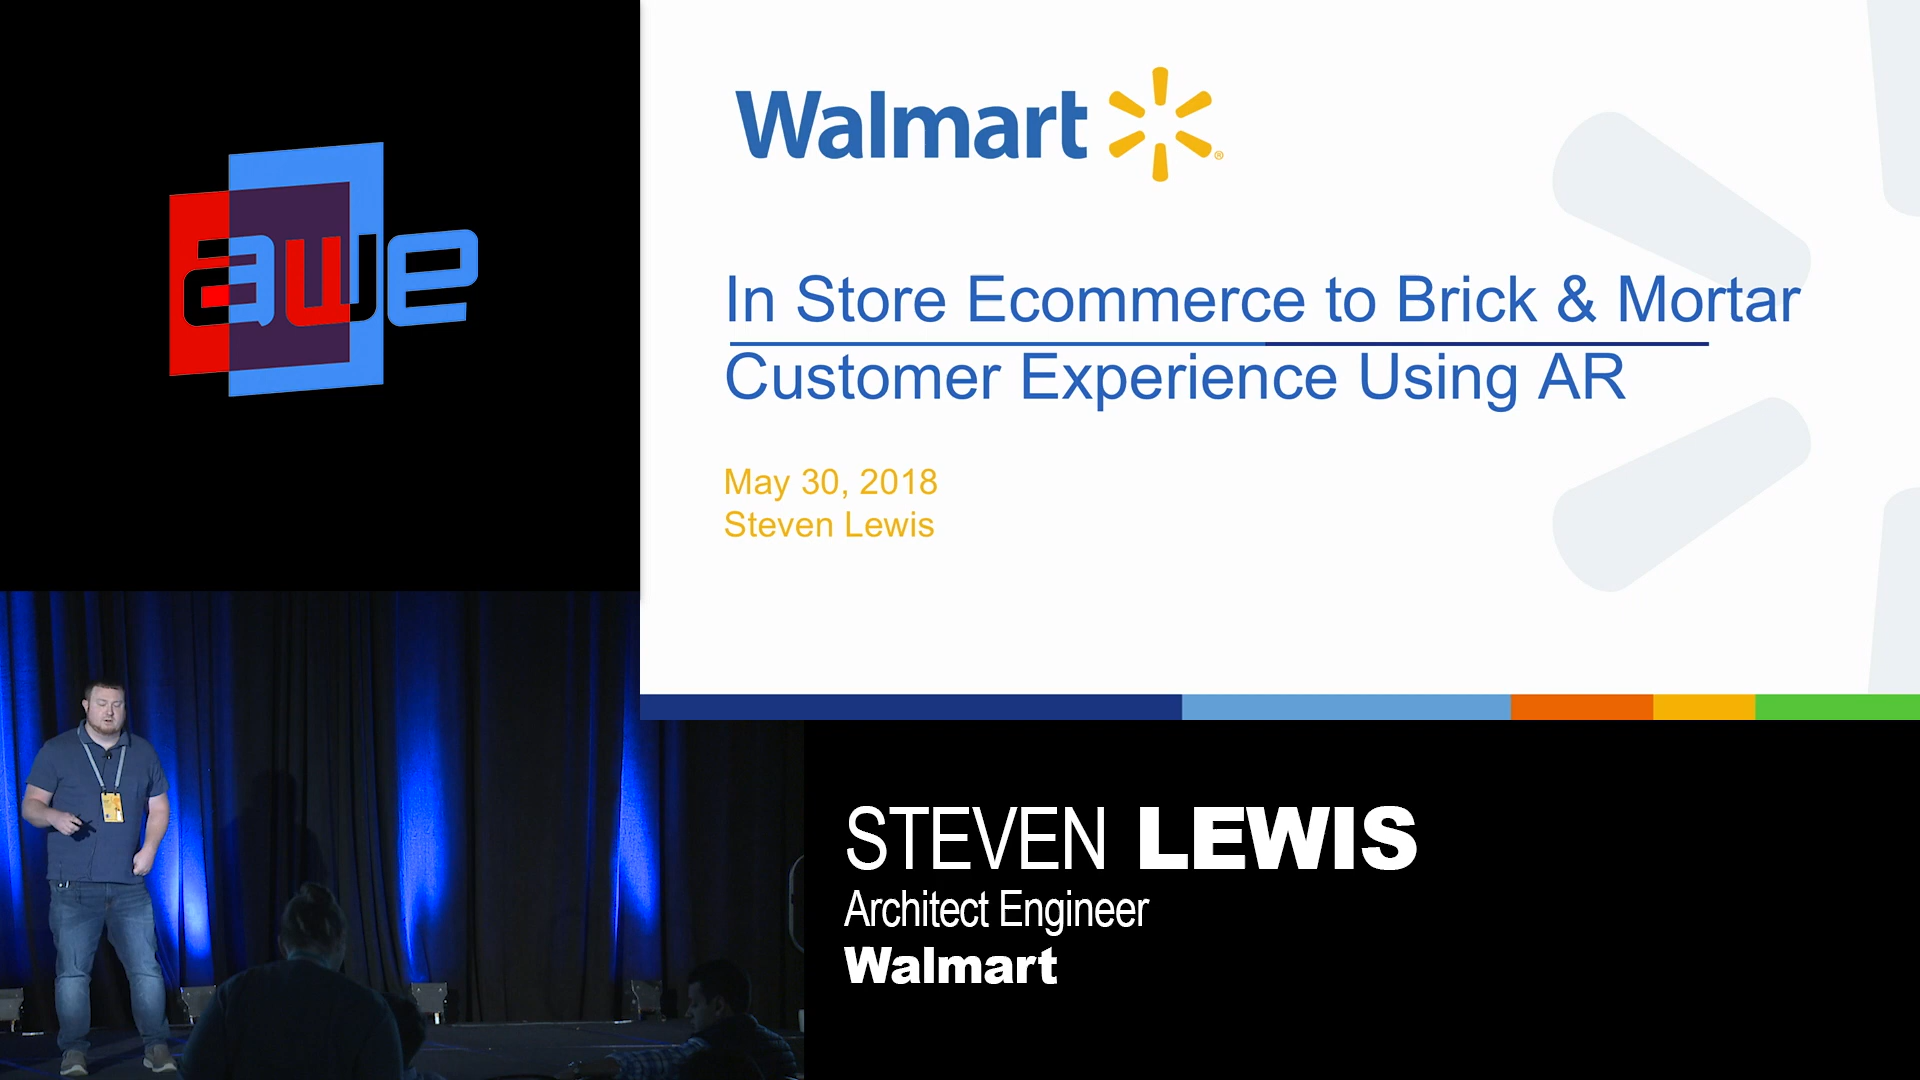 awe
Walmart
In Store Ecommerce to Brick & Mortar
Customer Experience Using AR
May 30, 2018
Steven Lewis
STEVEN LEWIS
Architect Engineer
Walmart